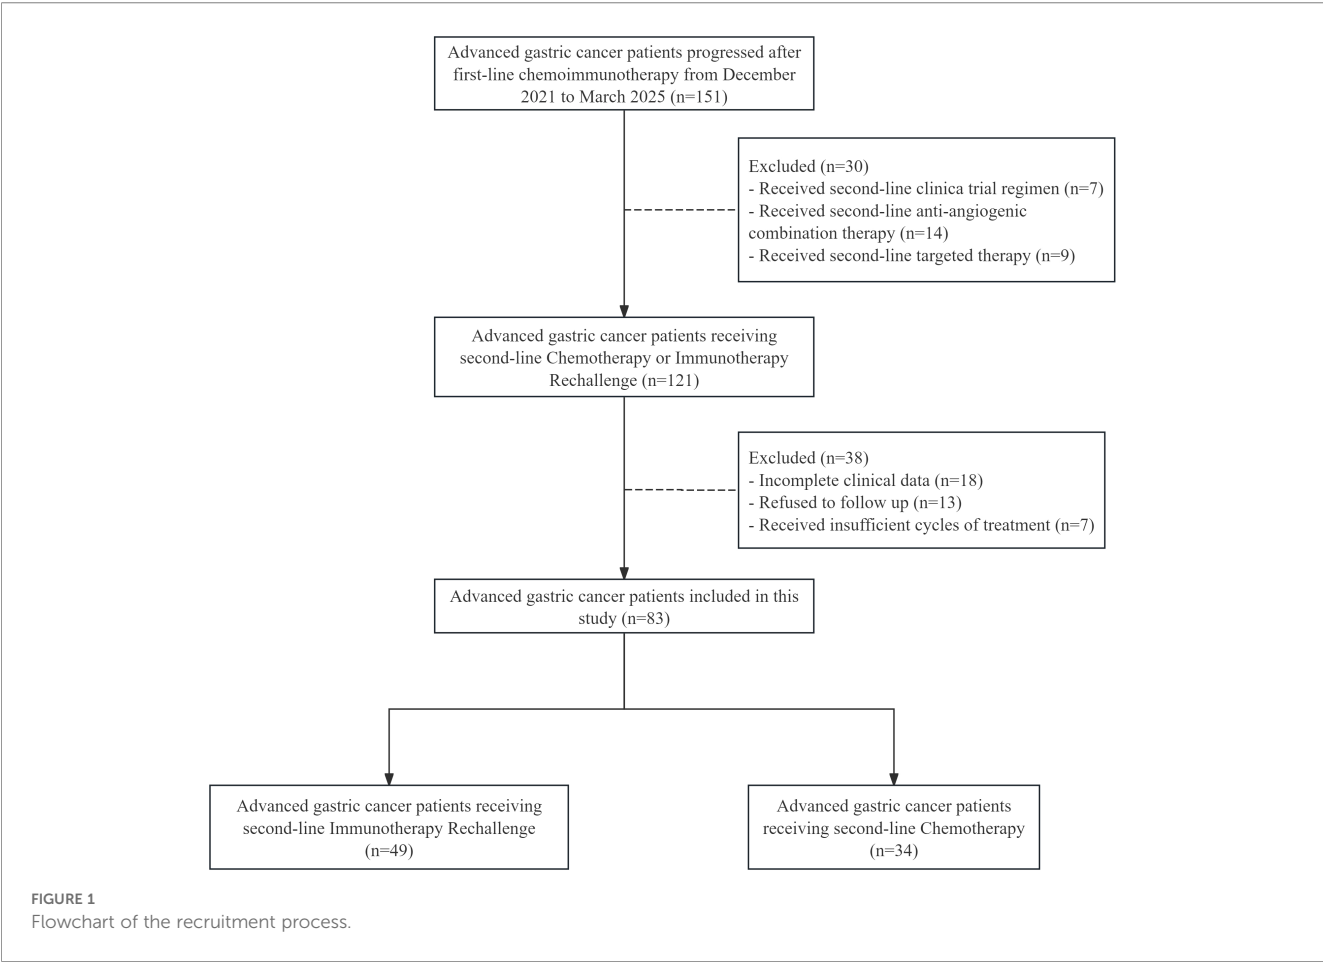 Advanced gastric cancer patients progressed after
first-line chemoimmunotherapy from December
2021 to March 2025 (n=151)
Excluded (n=30)
- Received second-line clinica trial regimen (n=7)
- Received second-line anti-angiogenic
combination therapy (n=14)
- Received second-line targeted therapy (n=9)
Advanced gastric cancer patients receiving
second-line Chemotherapy or Immunotherapy
Rechallenge (n=121)
Excluded (n=38)
- Incomplete clinical data (n=18)
- Refused to follow up (n=13)
- Received insufficient cycles of treatment (n=7)
Advanced gastric cancer patients included in this
study (n=83)
Advanced gastric cancer patients receiving
second-line Immunotherapy Rechallenge
(n=49)
Advanced gastric cancer patients
receiving second-line Chemotherapy
(n=34)
FIGURE 1
Flowchart of the recruitment process.